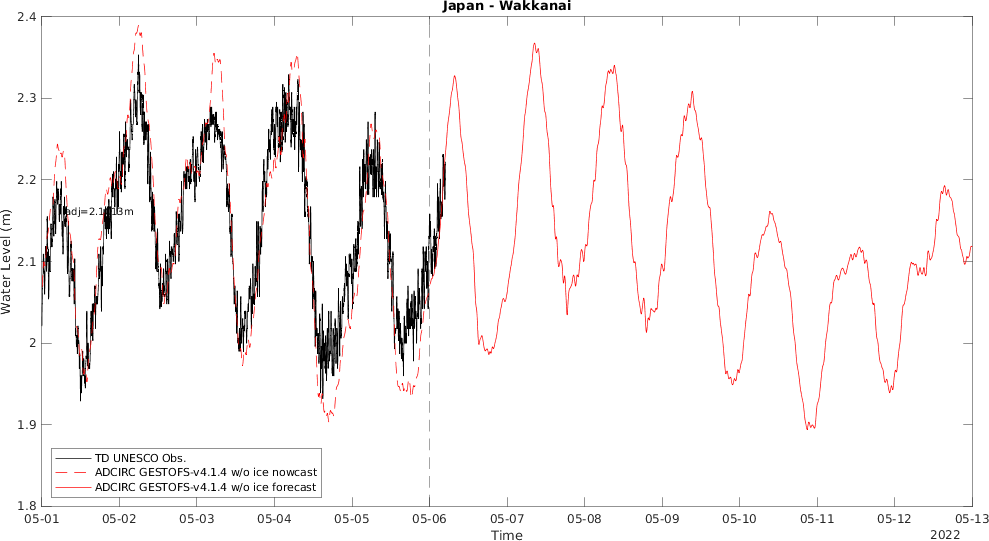 Japan - Wakkanai
Water Level (m)
2.4
2.3
2.2
2.1
2
1.9
1.8
TD UNESCO Obs.
ADCIRC GESTOFS-v4.1.4 w/o ice nowcast
ADCIRC GESTOFS-v4.1.4 w/o ice forecast
05-01 05-02 05-03 05-04 05-05 05-06 05-07 05-08 05-09 05-10 05-11 05-12 05-13
Time
2022